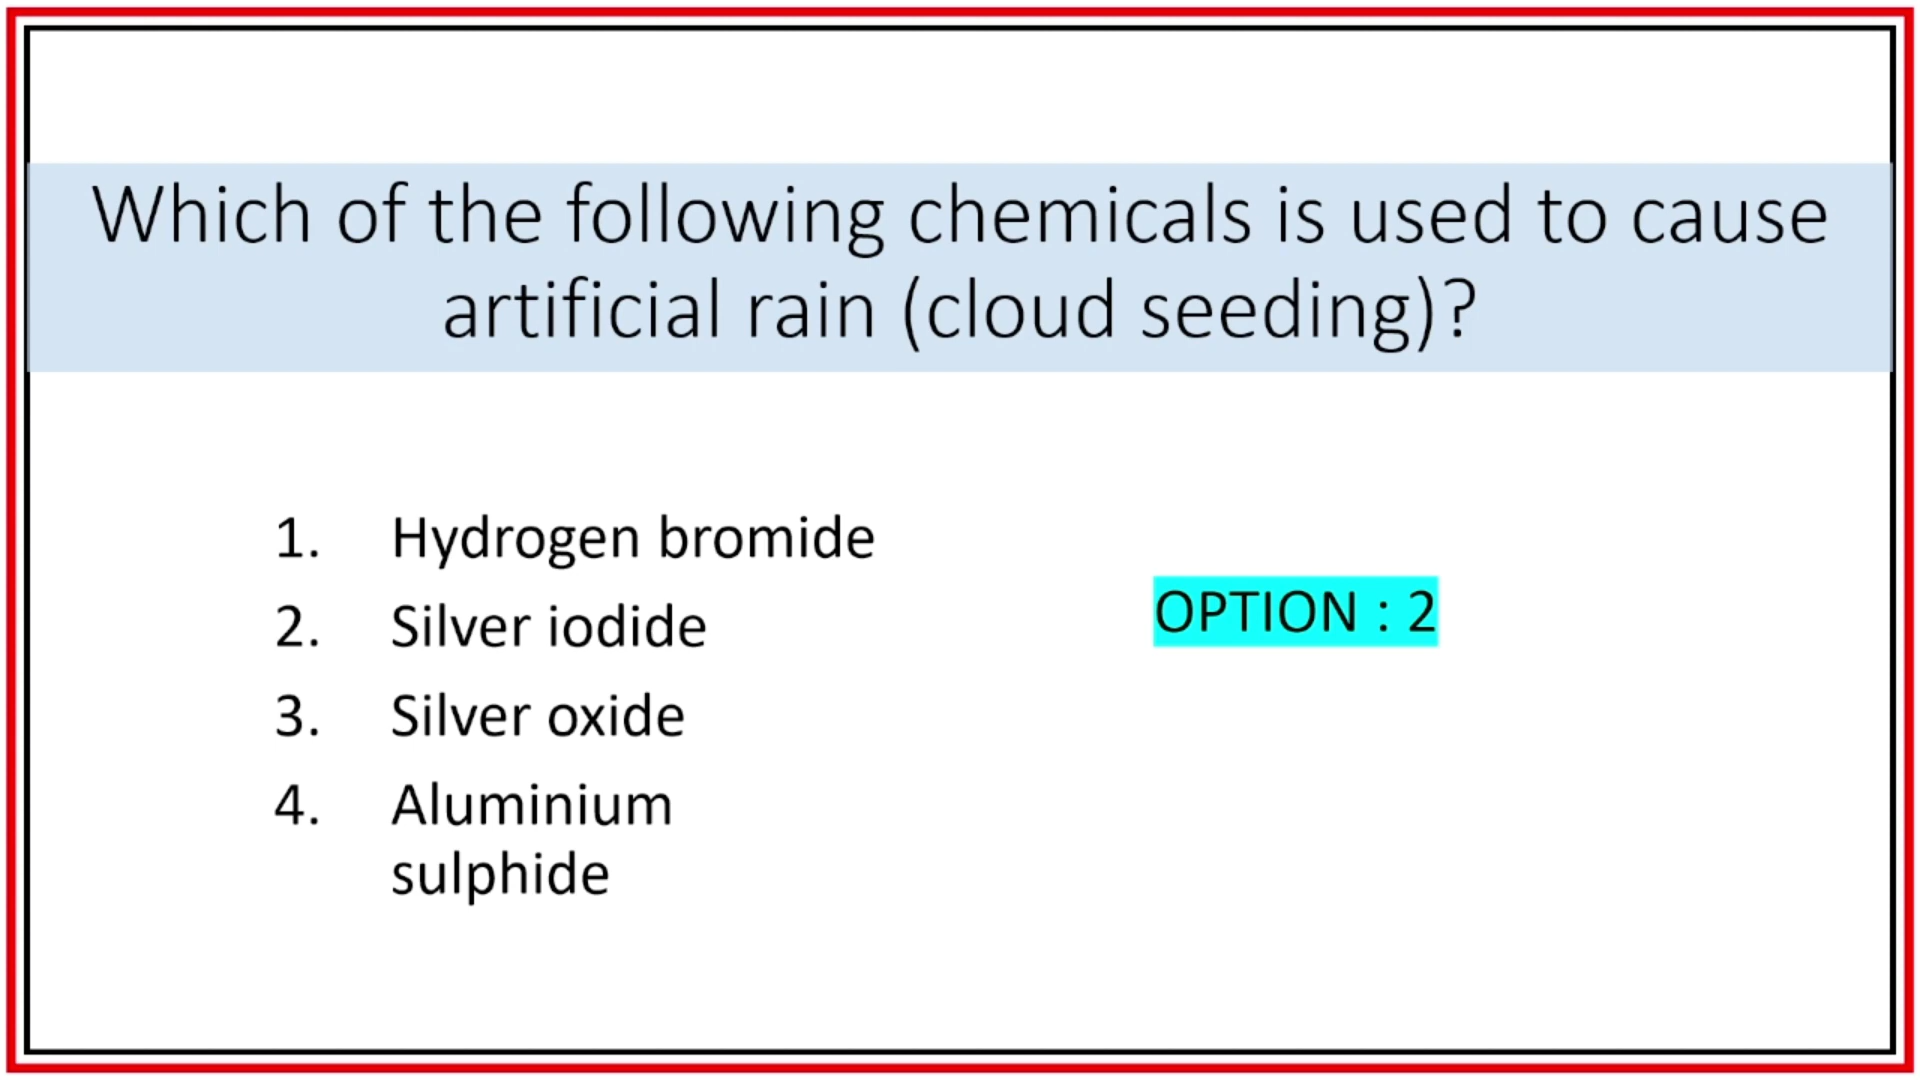 Which of the following chemicals is used to cause
artificial rain (cloud seeding)?
1. Hydrogen bromide
2. Silver iodide
3. Silver oxide
4. Aluminium
sulphide
OPTION : 2